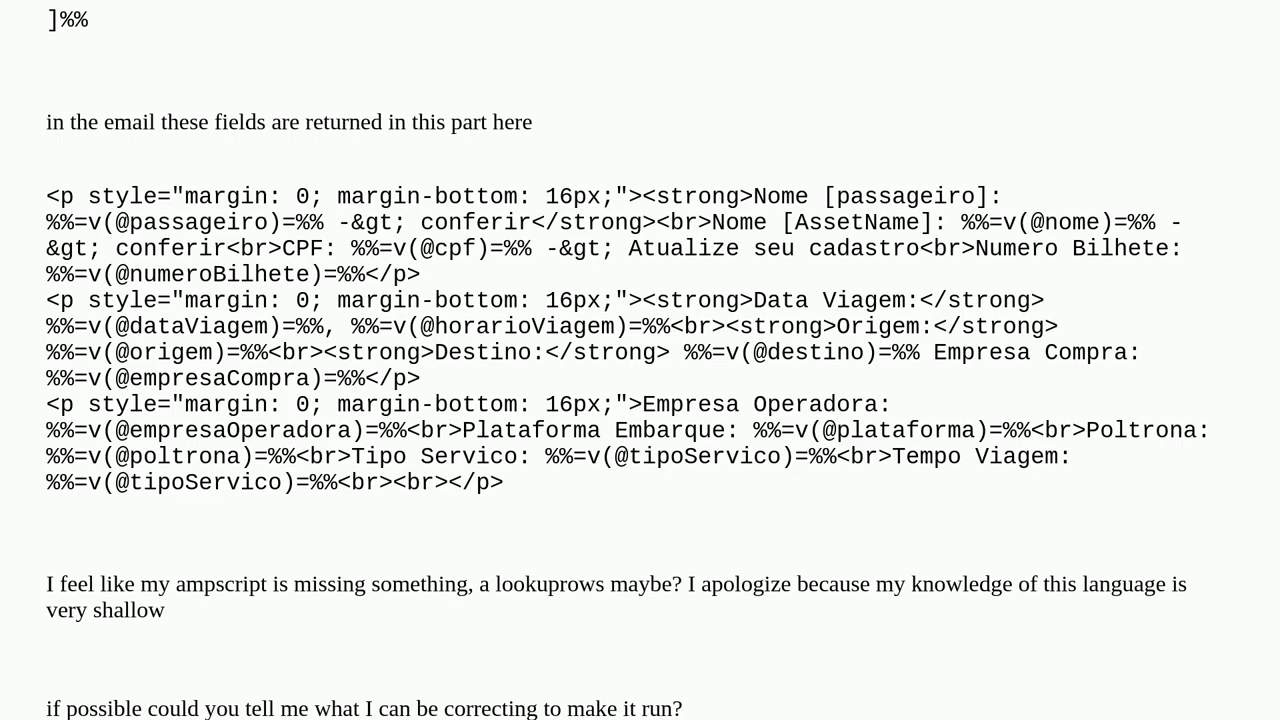 ]%%
in the email these fields are returned in this part here
<p style="margin: 0; margin-bottom: 16px;"><strong>Nome [passageiro]:
%%=v(@passageiro)=%% -&gt; conferir</strong><br>Nome [AssetName]: %%=v(@nome)=%% -
&gt; conferir<br>CPF: %%=v(@cpf)=%% -&gt; Atualize seu cadastro<br>Numero Bilhete:
%%=v(@numeroBilhete)=%%</p>
<p style="margin: 0; margin-bottom: 16px;"><strong>Data Viagem:</strong>
%%=v(@dataViagem)=%%, %%=v(@horarioViagem)=%%<br><strong>Origem:</strong>
%%=v(@origem)=%%<br><strong>Destino:</strong> %%=v(@destino)=%% Empresa Compra:
%%=v(@empresaCompra)=%%</p>
<p style="margin: 0; margin-bottom: 16px;">Empresa Operadora:
%%=v(@empresaOperadora)=%%<br>Plataforma Embarque: %%=v(@plataforma)=%%<br>Poltrona:
%%=v(@poltrona)=%%<br>Tipo Servico: %%=v(@tipoServico)=%%<br>Tempo Viagem:
%%=v(@tipoServico)=%%<br><br></p>
I feel like my ampscript is missing something, a lookuprows maybe? I apologize because my knowledge of this language is
very shallow
if possible could you tell me what I can be correcting to make it run?